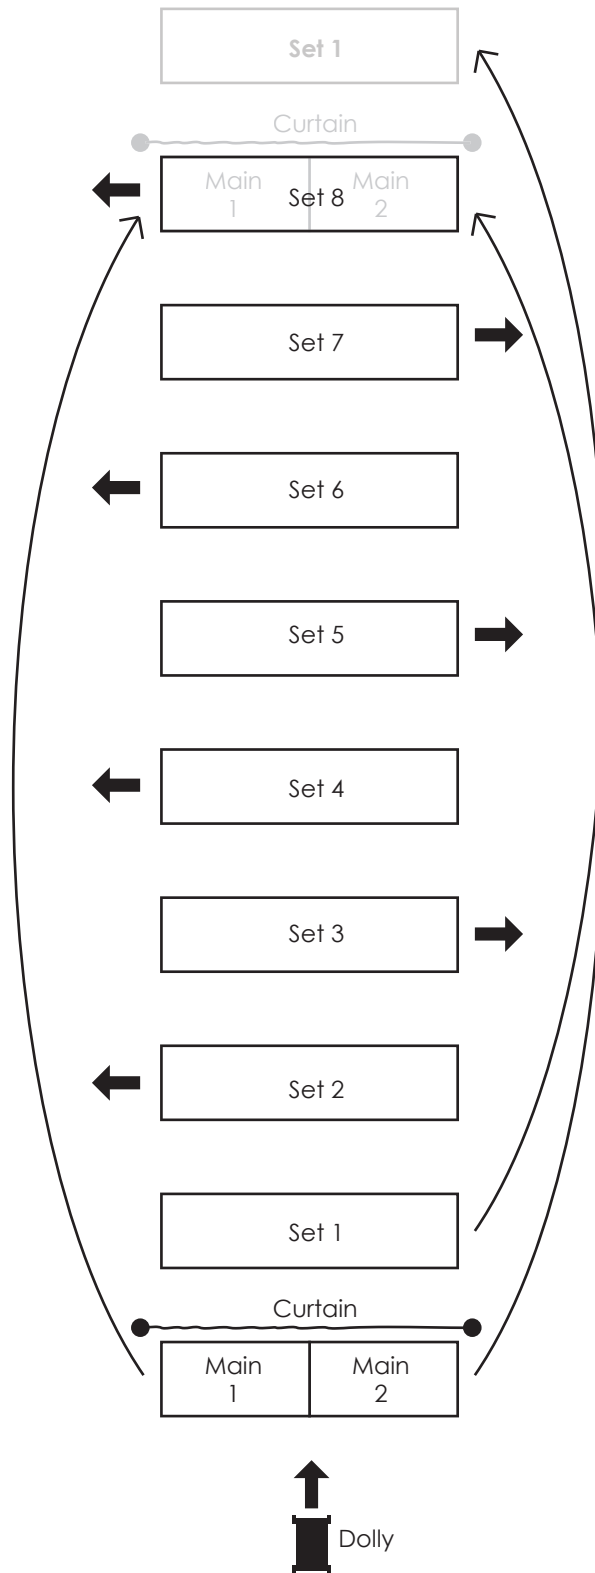 Set 1
Curtain
Main
1
Main
2
Set 8
Set 7
Set 6
Set 5
Set 4
Set 3
Set 2
Set 1
Curtain
Main
1
Main
2
Dolly